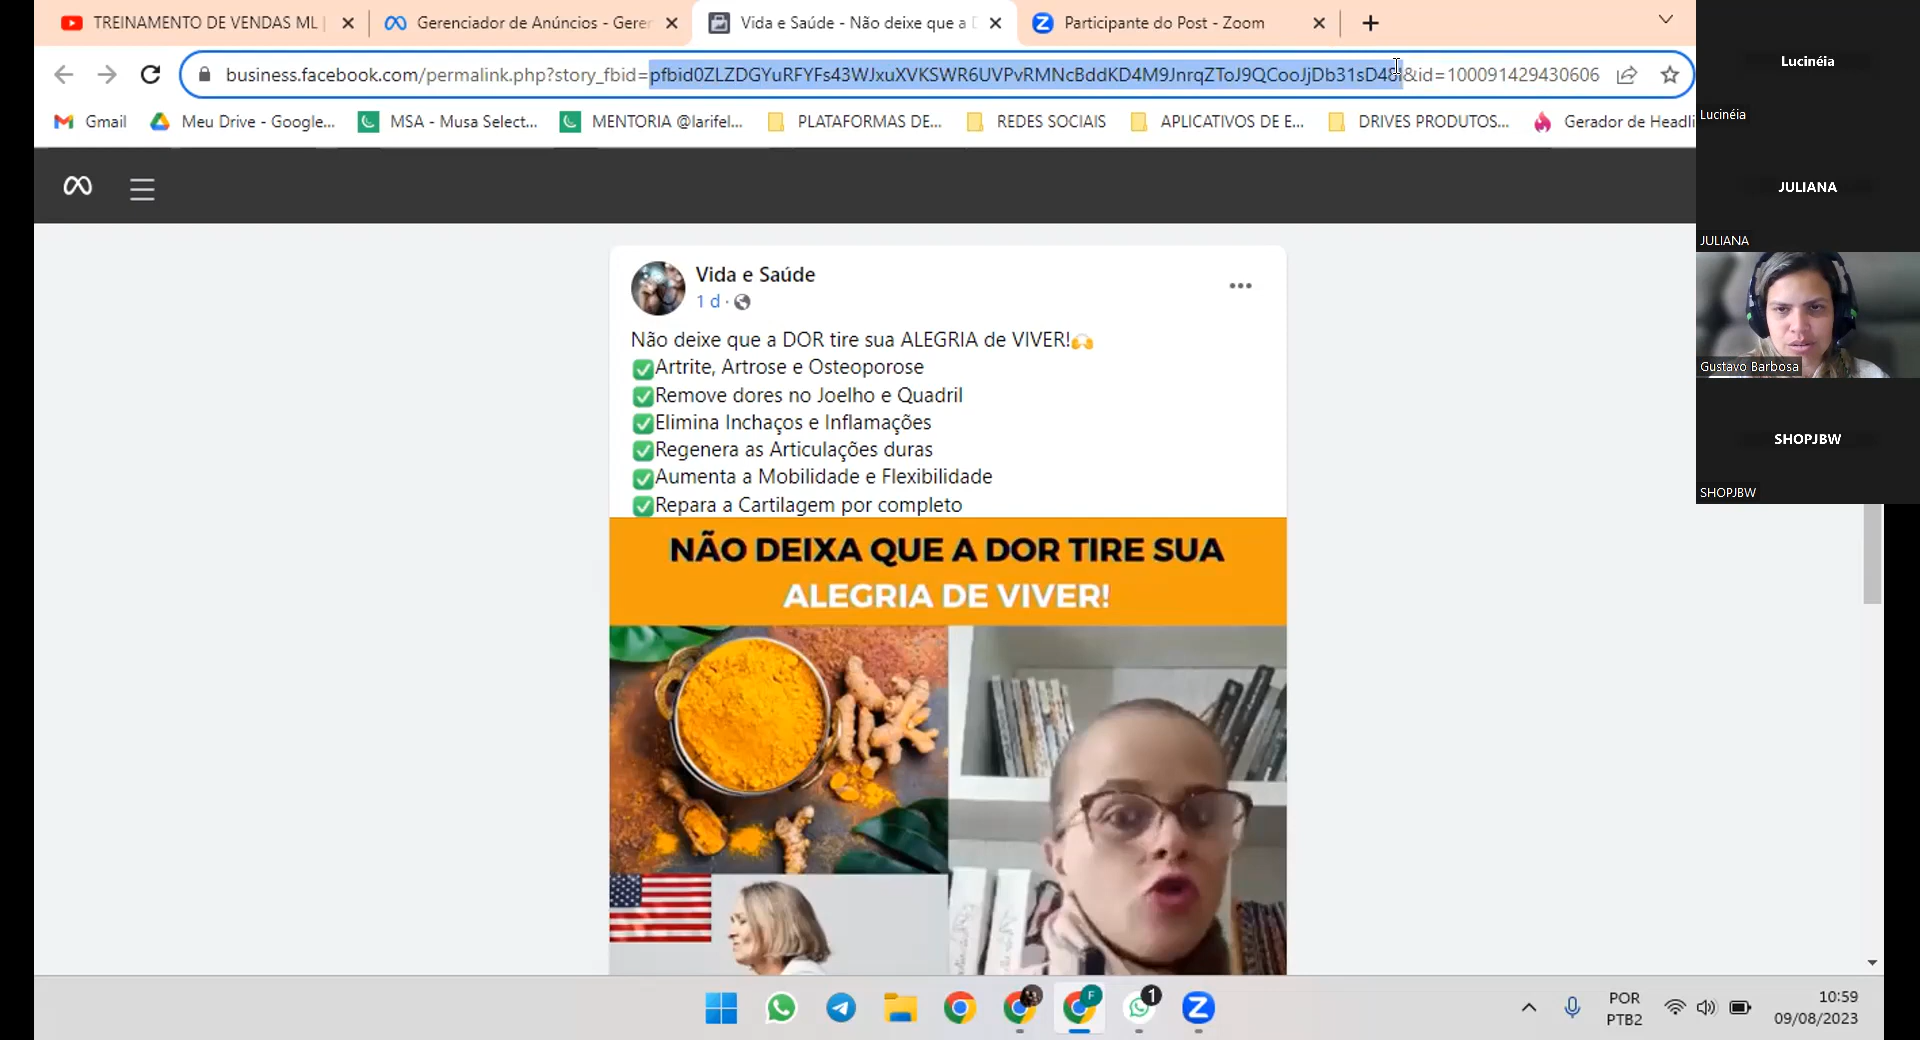 TREINAMENTO DE VENDAS ML |
Gerenciador de Anúncios - Geren
Vida e Saúde - Não deixe que a D
Participante do Post - Zoom
business.facebook.com/permalink.php?story_fbid=pfbid0ZLZDGYuRFYFs43WJxuXVKSWR6UVPvRMNcBddKD4M9JnrqZToJ9QCooJjDb31sD48l&id=100091429430606
Gmail
Meu Drive - Google...
MSA - Musa Select...
MENTORIA @larifel...
PLATAFORMAS DE...
REDES SOCIAIS
APLICATIVOS DE E...
DRIVES PRODUTOS...
Gerador de Headli
Vida e Saúde
1 d ·
Não deixe que a DOR tire sua ALEGRIA de VIVER!🙌
✅Artrite, Artrose e Osteoporose
✅Remove dores no Joelho e Quadril
✅Elimina Inchaços e Inflamações
✅Regenera as Articulações duras
✅Aumenta a Mobilidade e Flexibilidade
✅Repara a Cartilagem por completo
NÃO DEIXA QUE A DOR TIRE SUA
ALEGRIA DE VIVER!
Lucinéia
Lucinéia
JULIANA
JULIANA
Gustavo Barbosa
SHOPJBW
SHOPJBW
F
1
POR
PTB2
10:59
09/08/2023